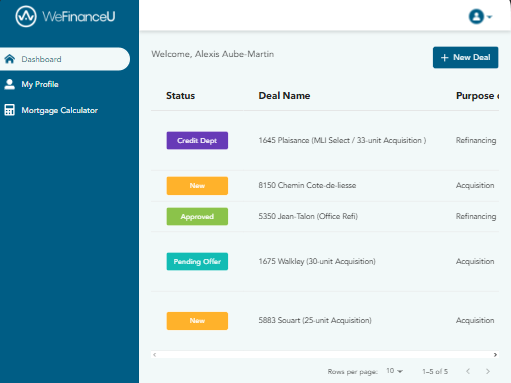 WeFinanceU
Dashboard
My Profile
Mortgage Calculator
Welcome, Alexis Aube-Martin
+ New Deal
Status Deal Name Purpose
Credit Dept 1645 Plaisance (MLI Select / 33-unit Acquisition ) Refinancing
New 8150 Chemin Cote-de-liesse Acquisition
Approved 5350 Jean-Talon (Office Refi) Refinancing
Pending Offer 1675 Walkley (30-unit Acquisition) Acquisition
New 5883 Souart (25-unit Acquisition) Acquisition
Rows per page: 10 1–5 of 5